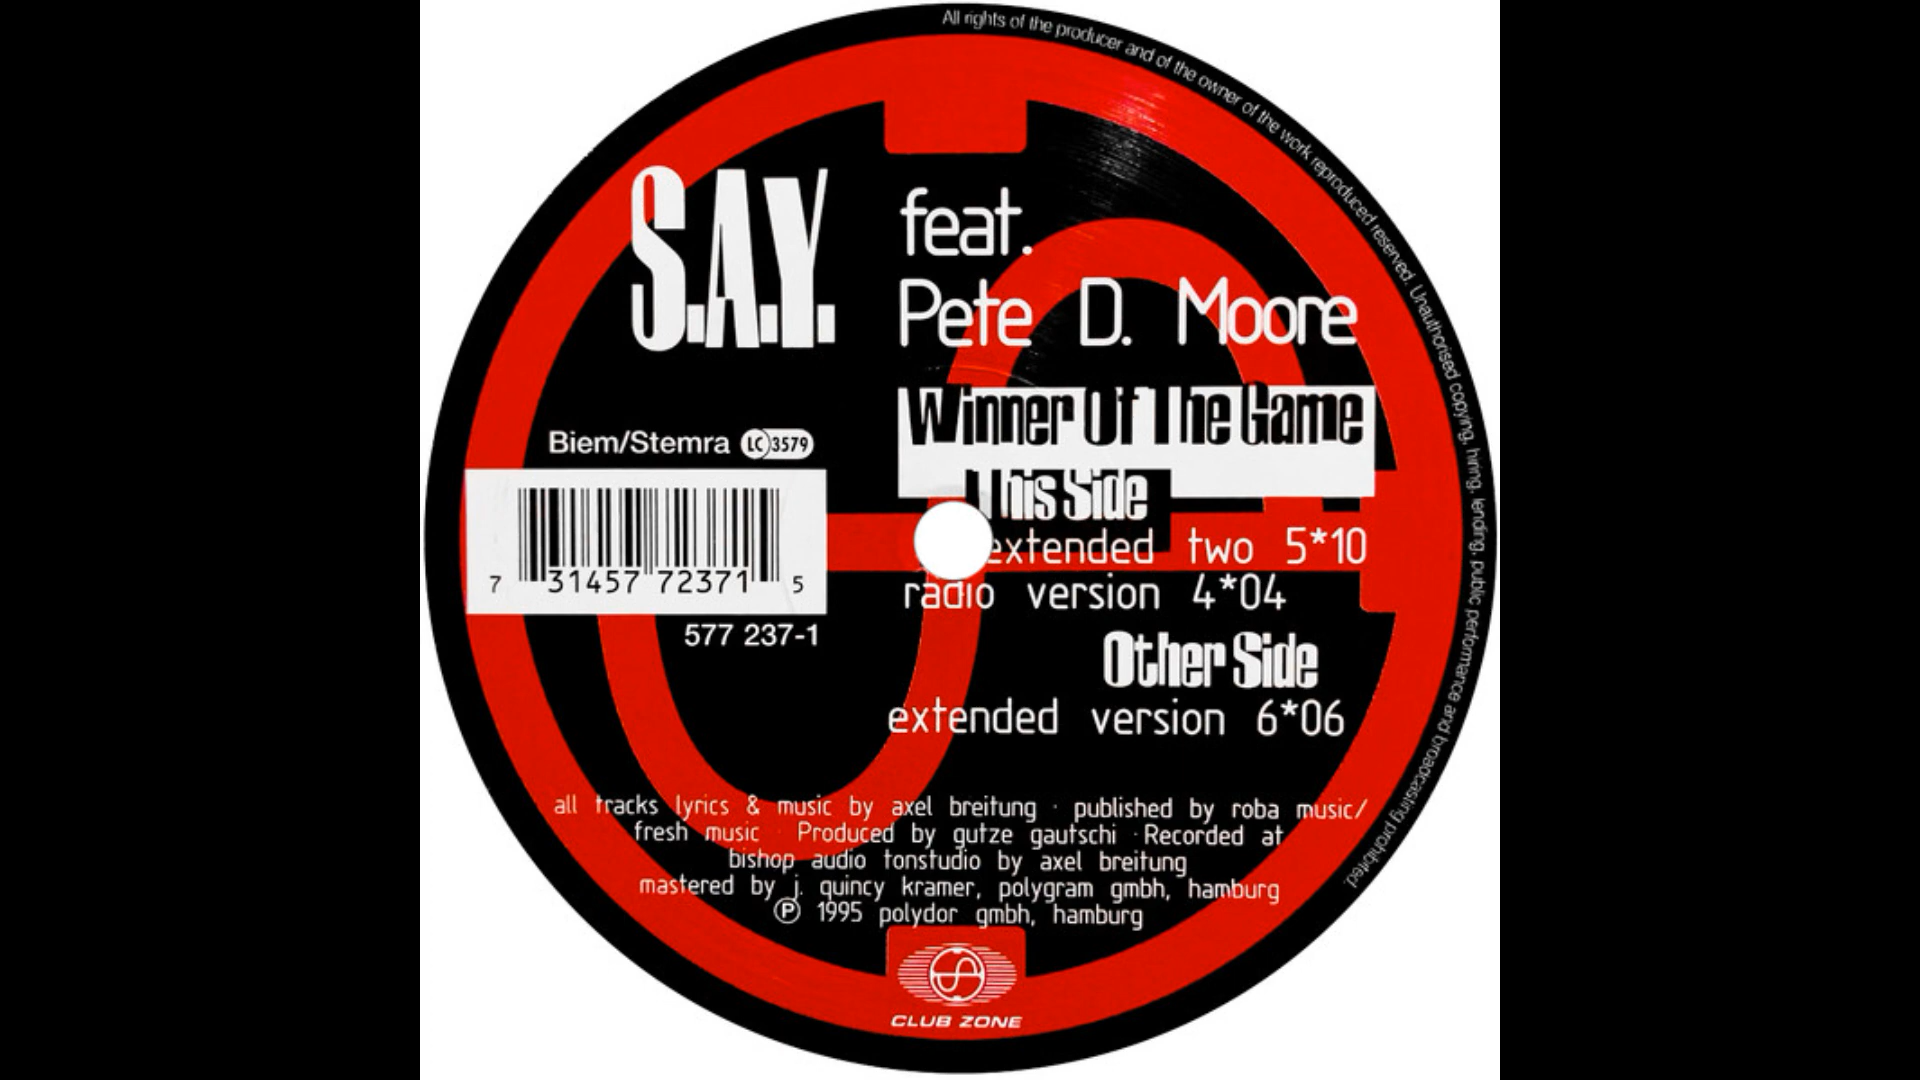 All rights of the producer and of the owner of the work reproduced reserved. Unauthorised copying, hiring, lending, public performance and broadcasting prohibited.
S.A.Y.
feat.
Pete D. Moore
Winner Of The Game
Biem/Stemra LC 3579
This Side
extended two 5*10
radio version 4*04
7 31457 72371 5
577 237-1
Other Side
extended version 6*06
all tracks lyrics & music by axel breitung · published by roba music/
fresh music · Produced by gutze gautschi · Recorded at
bishop audio tonstudio by axel breitung
mastered by j. quincy kramer, polygram gmbh, hamburg
Ⓟ 1995 polydor gmbh, hamburg
CLUB ZONE